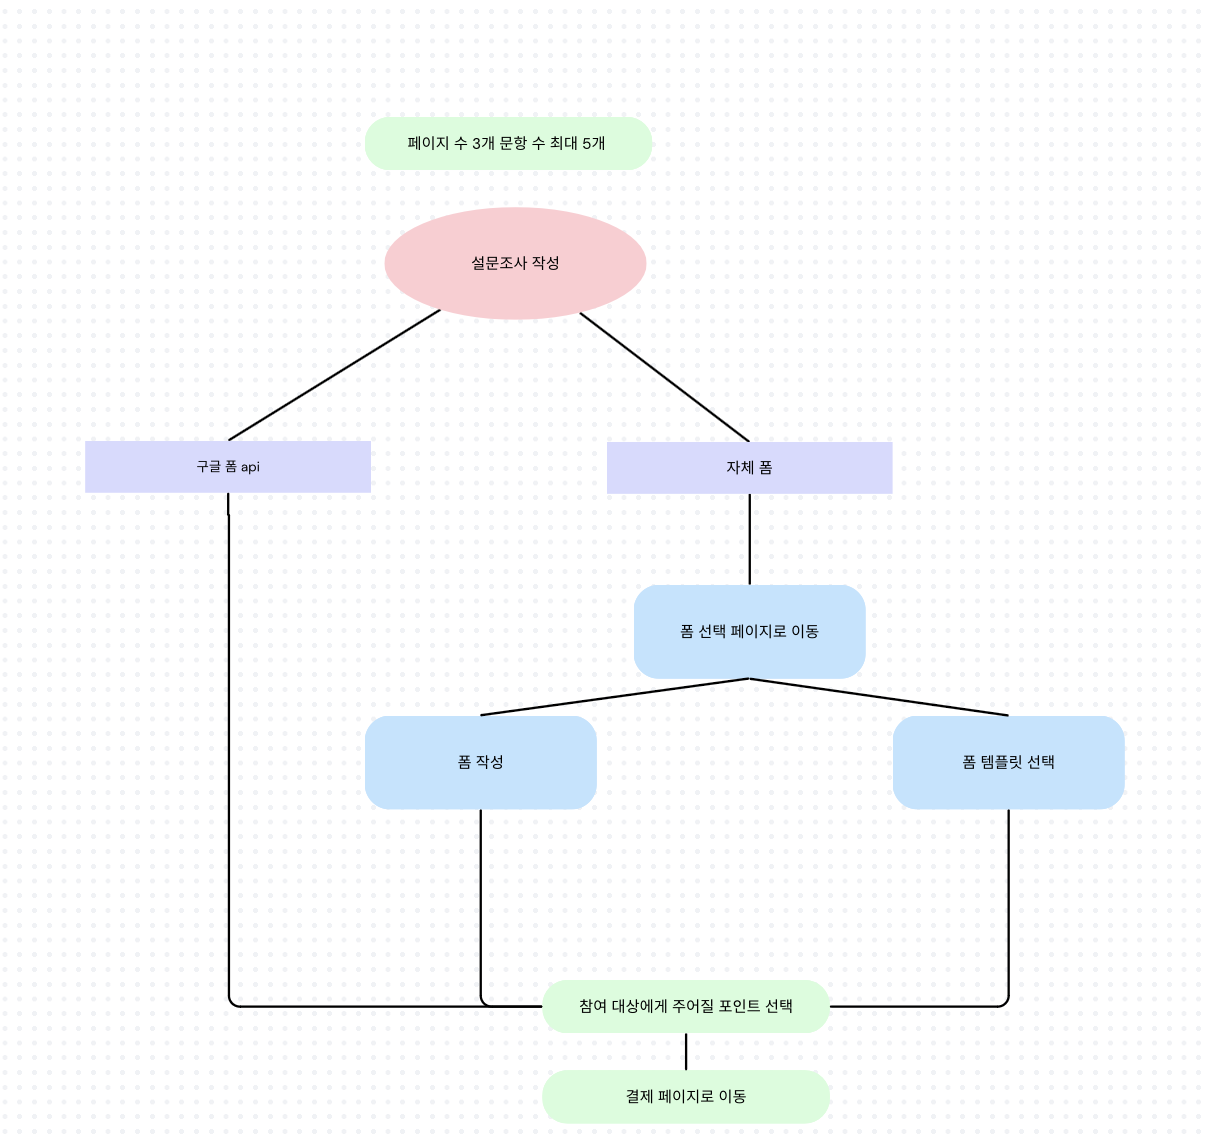 페이지 수 3개 문항 수 최대 5개
설문조사 작성
구글 폼 api
자체 폼
폼 선택 페이지로 이동
폼 작성
폼 템플릿 선택
참여 대상에게 주어질 포인트 선택
결제 페이지로 이동